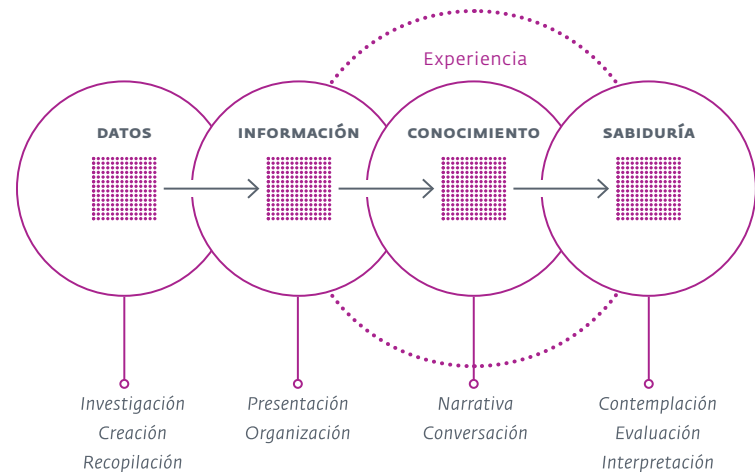 Experiencia
DATOS
INFORMACIÓN
CONOCIMIENTO
SABIDURÍA
Investigación
Creación
Recopilación
Presentación
Organización
Narrativa
Conversación
Contemplación
Evaluación
Interpretación